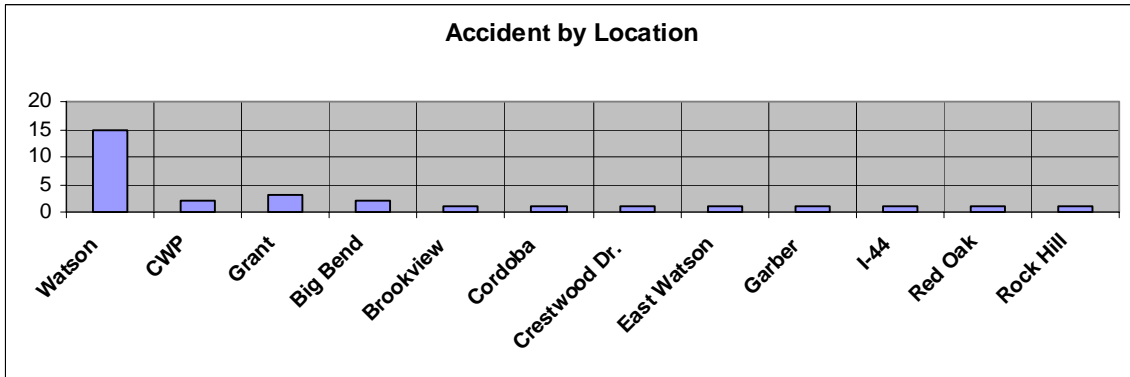 Accident by Location
20
15
10
5
0
Watson
CWP
Grant
Big Bend
Brookview
Cordoba
Crestwood Dr.
East Watson
Garber
I-44
Red Oak
Rock Hill